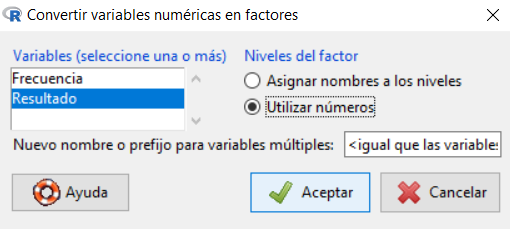 Convertir variables numéricas en factores
Variables (seleccione una o más)
Niveles del factor
Frecuencia
Resultado
Asignar nombres a los niveles
Utilizar números
Nuevo nombre o prefijo para variables múltiples:
<igual que las variables
Ayuda
Aceptar
Cancelar